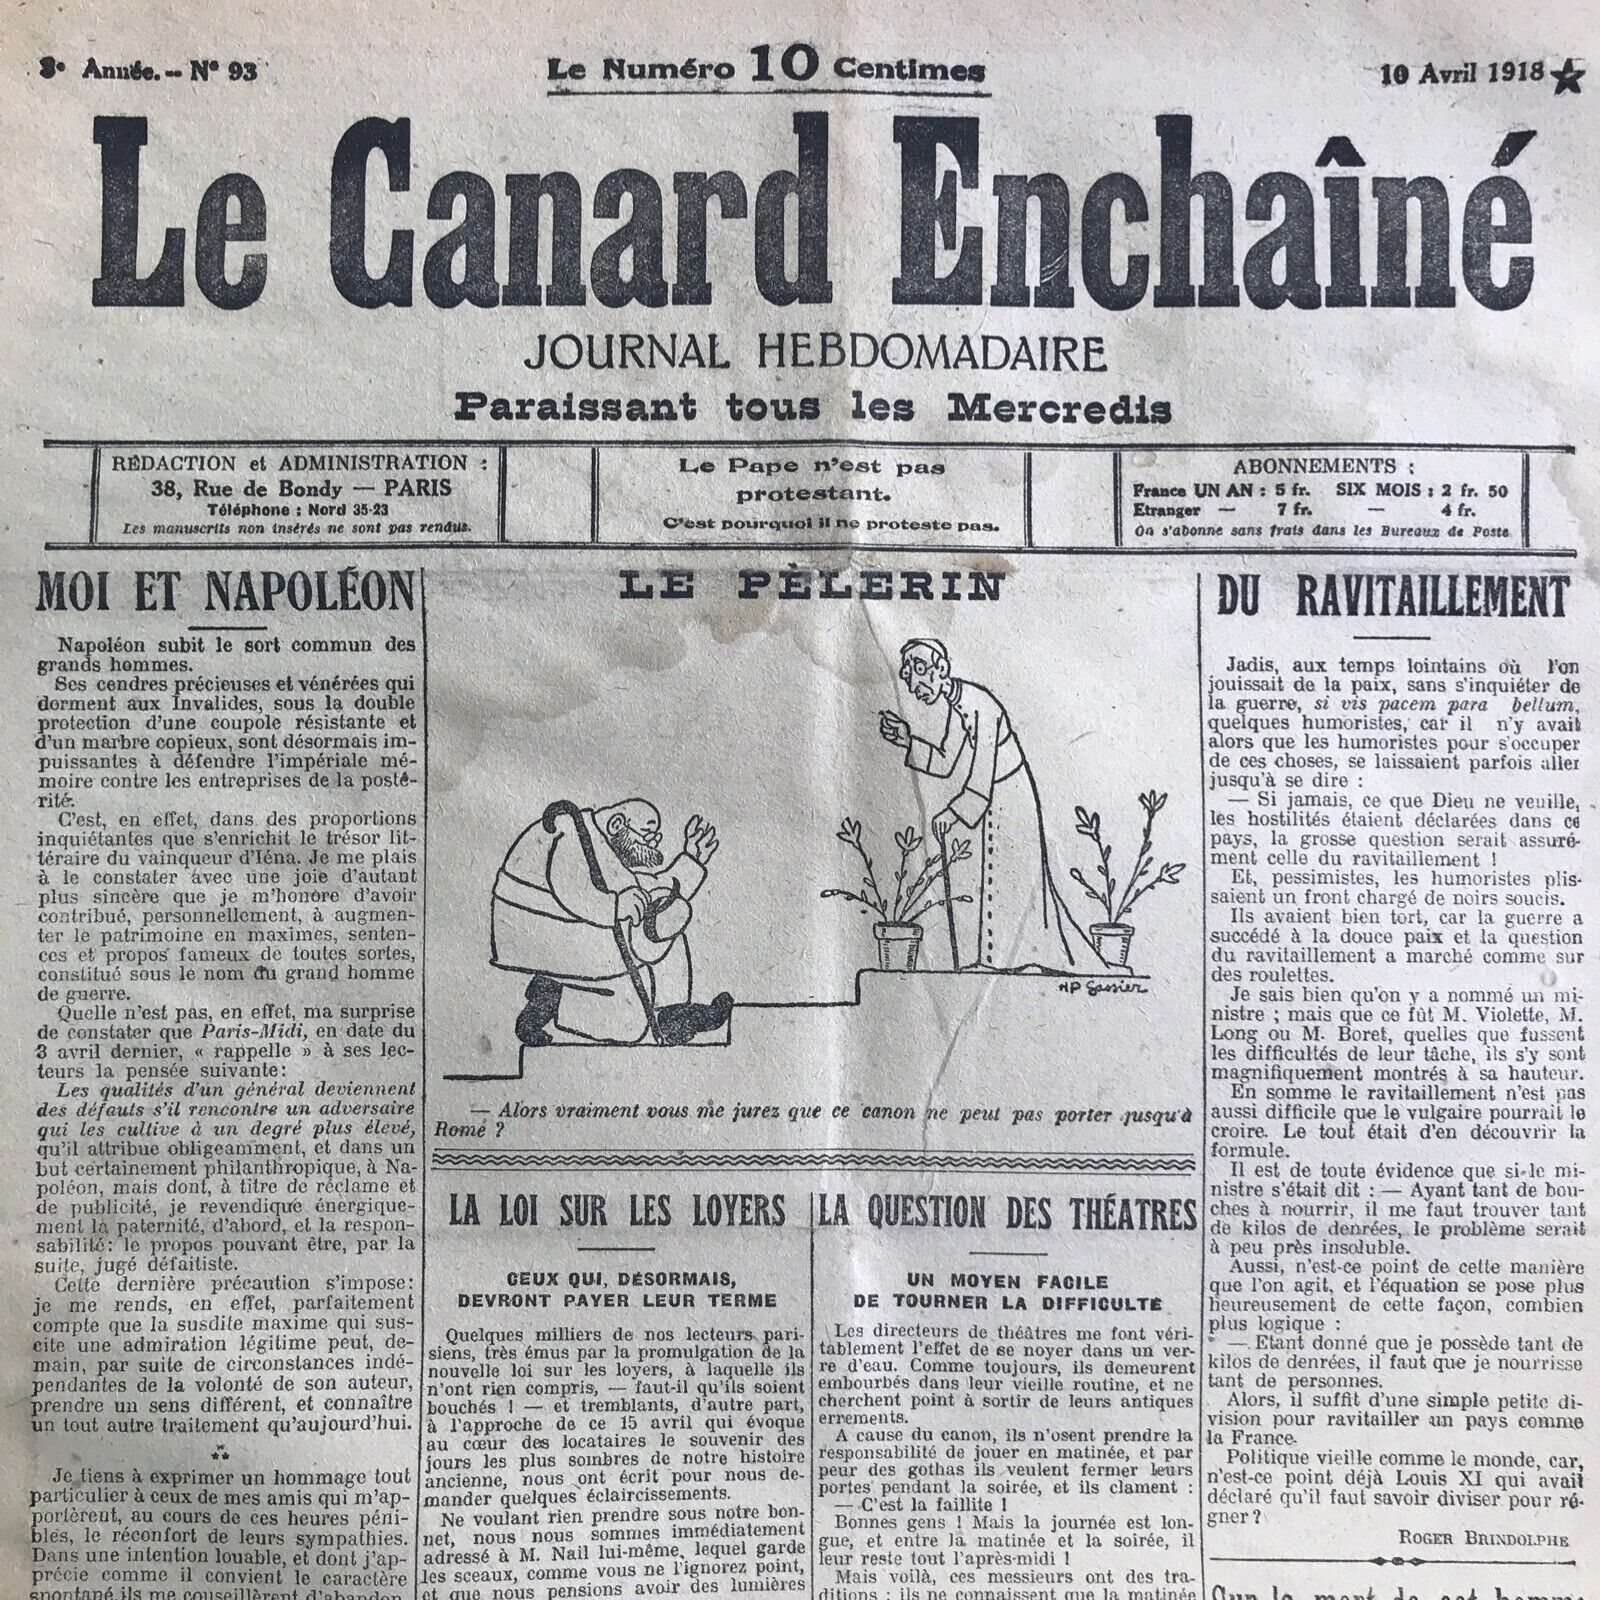 3e Année. -- N° 93
Le Numéro 10 Centimes
10 Avril 1918
Le Canard Enchaîné
JOURNAL HEBDOMADAIRE
Paraissant tous les Mercredis
RÉDACTION et ADMINISTRATION :
38, Rue de Bondy — PARIS
Téléphone : Nord 35-23
Les manuscrits non insérés ne sont pas rendus.
Le Pape n'est pas
protestant.
C'est pourquoi il ne proteste pas.
ABONNEMENTS :
France UN AN : 5 fr. SIX MOIS : 2 fr. 50
Etranger — 7 fr. — 4 fr.
On s'abonne sans frais dans les Bureaux de Poste
MOI ET NAPOLÉON
Napoléon subit le sort commun des
grands hommes.
Ses cendres précieuses et vénérées qui
dorment aux Invalides, sous la double
protection d'une coupole résistante et
d'un marbre copieux, sont désormais im-
puissantes à défendre l'impériale mé-
moire contre les entreprises de la posté-
rité.
C'est, en effet, dans des proportions
inquiétantes que s'enrichit le trésor lit-
téraire du vainqueur d'Iéna. Je me plais
à le constater avec une joie d'autant
plus sincère que je m'honore d'avoir
contribué, personnellement, à augmen-
ter le patrimoine en maximes, senten-
ces et propos fameux de toutes sortes,
constitué sous le nom du grand homme
de guerre.
Quelle n'est pas, en effet, ma surprise
de constater que Paris-Midi, en date du
3 avril dernier, « rappelle » à ses lec-
teurs la pensée suivante:
Les qualités d'un général deviennent
des défauts s'il rencontre un adversaire
qui les cultive à un degré plus élevé,
qu'il attribue obligeamment, et dans un
but certainement philanthropique, à Na-
poléon, mais dont, à titre de réclame et
de publicité, je revendique énergique-
ment la paternité, d'abord, et la respon-
sabilité: le propos pouvant être, par la
suite, jugé défaitiste.
Cette dernière précaution s'impose:
je me rends, en effet, parfaitement
compte que la susdite maxime qui sus-
cite une admiration légitime peut, de-
main, par suite de circonstances indé-
pendantes de la volonté de son auteur,
prendre un sens différent, et connaître
un tout autre traitement qu'aujourd'hui.
Je tiens à exprimer un hommage tout
particulier à ceux de mes amis qui m'ap-
portèrent, au cours de ces heures péni-
bles, le réconfort de leurs sympathies.
Dans une intention louable, et dont j'ap-
précie comme il convient le caractère
spontané, ils me conseillèrent d'abandon-
LE PÈLERIN
HP Gassier
— Alors vraiment vous me jurez que ce canon ne peut pas porter jusqu'à
Rome ?
LA LOI SUR LES LOYERS
CEUX QUI, DÉSORMAIS,
DEVRONT PAYER LEUR TERME
Quelques milliers de nos lecteurs pari-
siens, très émus par la promulgation de la
nouvelle loi sur les loyers, à laquelle ils
n'ont rien compris, — faut-il qu'ils soient
bouchés ! — et tremblants, d'autre part,
à l'approche de ce 15 avril qui évoque
au cœur des locataires le souvenir des
jours les plus sombres de notre histoire
ancienne, nous ont écrit pour nous de-
mander quelques éclaircissements.
Ne voulant rien prendre sous notre bon-
net, nous nous sommes immédiatement
adressé à M. Nail lui-même, lequel garde
les sceaux, comme vous ne l'ignorez point,
et que nous pensions avoir des lumières
LA QUESTION DES THÉATRES
UN MOYEN FACILE
DE TOURNER LA DIFFICULTE
Les directeurs de théâtres me font véri-
tablement l'effet de se noyer dans un ver-
re d'eau. Comme toujours, ils demeurent
embourbés dans leur vieille routine, et ne
cherchent point à sortir de leurs antiques
errements.
A cause du canon, ils n'osent prendre la
responsabilité de jouer en matinée, et par
peur des gothas ils veulent fermer leurs
portes pendant la soirée, et ils clament :
— C'est la faillite !
Bonnes gens ! Mais la journée est lon-
gue, et entre la matinée et la soirée, il
leur reste tout l'après-midi !
Mais voilà, ces messieurs ont des tra-
ditions : ils ne connaissent que la matinée
DU RAVITAILLEMENT
Jadis, aux temps lointains où l'on
jouissait de la paix, sans s'inquiéter de
la guerre, si vis pacem para bellum,
quelques humoristes, car il n'y avait
alors que les humoristes pour s'occuper
de ces choses, se laissaient parfois aller
jusqu'à se dire :
— Si jamais, ce que Dieu ne veuille,
les hostilités étaient déclarées dans ce
pays, la grosse question serait assuré-
ment celle du ravitaillement !
Et, pessimistes, les humoristes plis-
saient un front chargé de noirs soucis.
Ils avaient bien tort, car la guerre a
succédé à la douce paix et la question
du ravitaillement a marché comme sur
des roulettes.
Je sais bien qu'on y a nommé un mi-
nistre ; mais que ce fût M. Violette, M.
Long ou M. Boret, quelles que fussent
les difficultés de leur tâche, ils s'y sont
magnifiquement montrés à sa hauteur.
En somme le ravitaillement n'est pas
aussi difficile que le vulgaire pourrait le
croire. Le tout était d'en découvrir la
formule.
Il est de toute évidence que si le mi-
nistre s'était dit : — Ayant tant de bou-
ches à nourrir, il me faut trouver tant
de kilos de denrées, le problème serait
à peu près insoluble.
Aussi, n'est-ce point de cette manière
que l'on agit, et l'équation se pose plus
heureusement de cette façon, combien
plus logique :
— Etant donné que je possède tant de
kilos de denrées, il faut que je nourrisse
tant de personnes.
Alors, il suffit d'une simple petite di-
vision pour ravitailler un pays comme
la France.
Politique vieille comme le monde, car,
n'est-ce point déjà Louis XI qui avait
déclaré qu'il faut savoir diviser pour ré-
gner ?
ROGER BRINDOLPHE
Sur la mort de cet homme